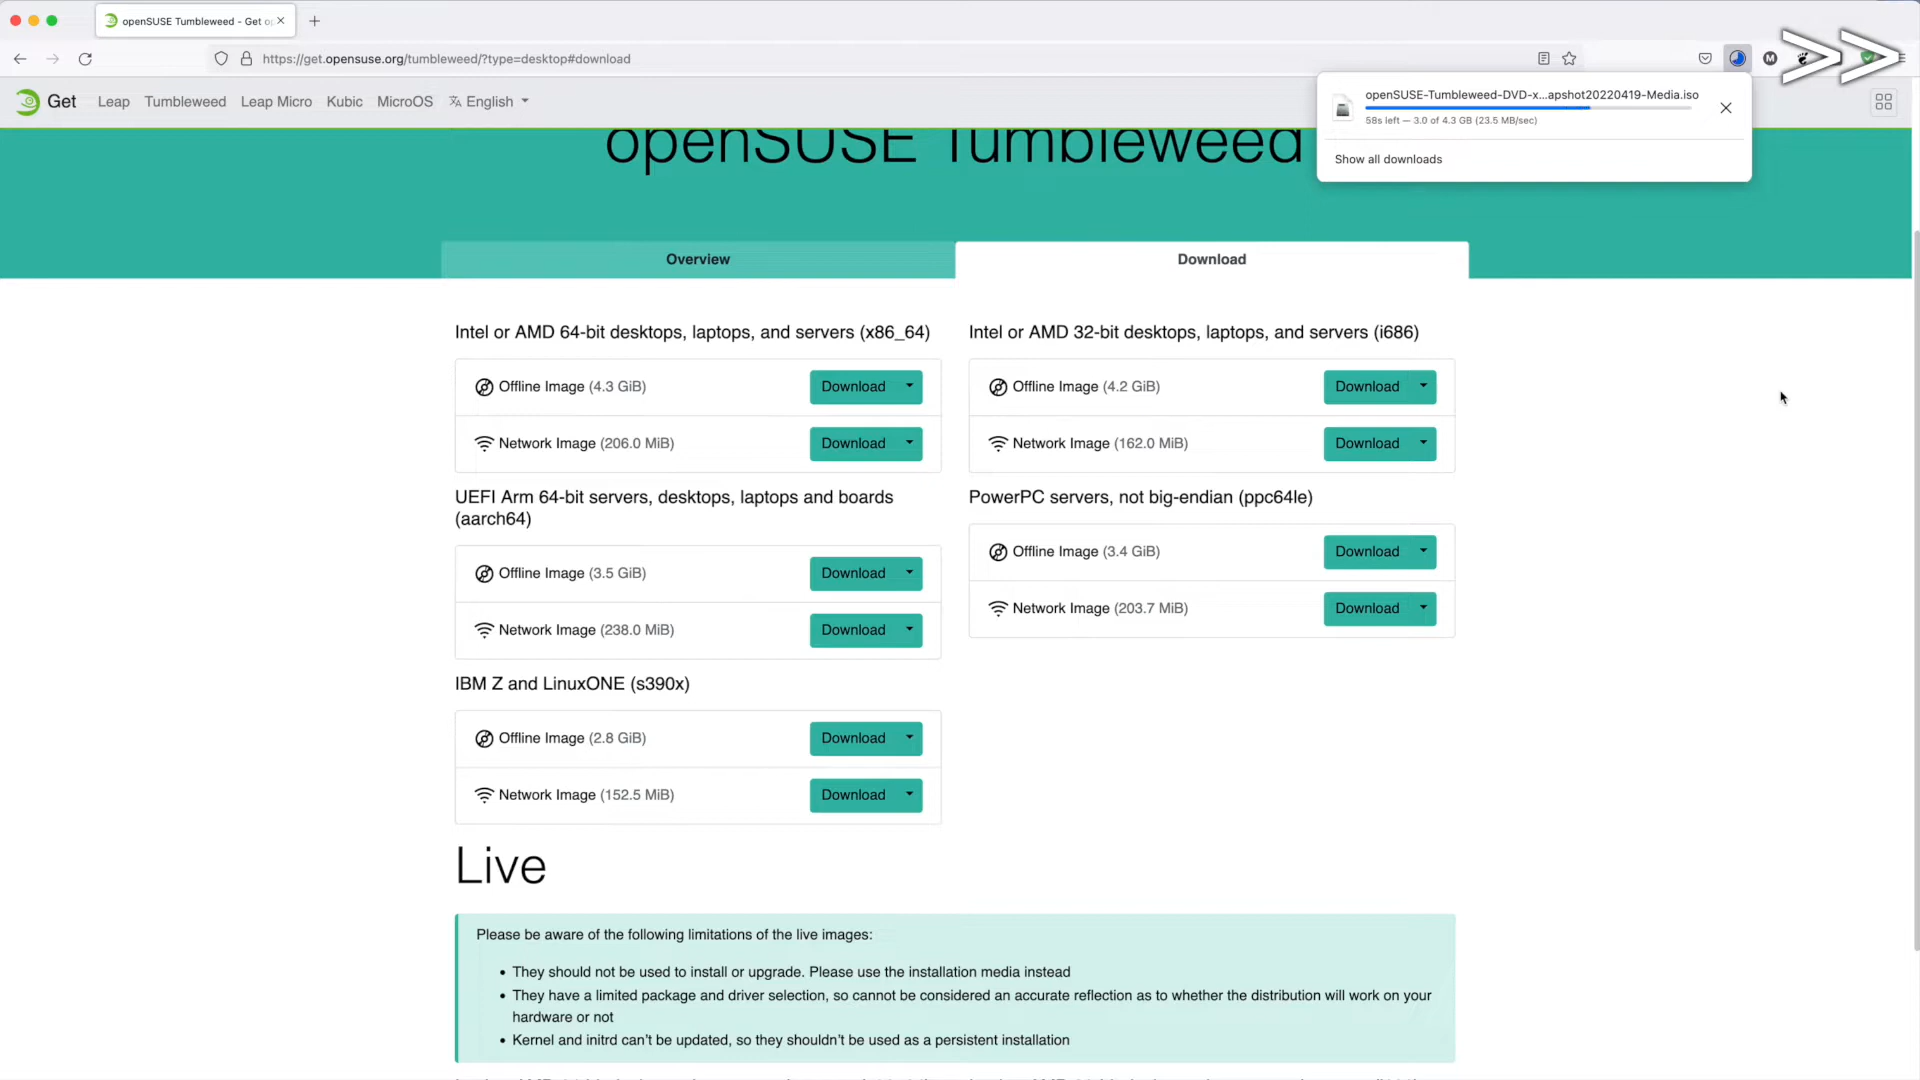 openSUSE Tumbleweed - Get o
https://get.opensuse.org/tumbleweed/?type=desktop#download
M
Get Leap Tumbleweed Leap Micro Kubic MicroOS English
openSUSE-Tumbleweed-DVD-x...apshot20220419-Media.iso
58s left — 3.0 of 4.3 GB (23.5 MB/sec)
Show all downloads
openSUSE Tumbleweed
Overview Download
Intel or AMD 64-bit desktops, laptops, and servers (x86_64)
Offline Image (4.3 GiB) Download
Network Image (206.0 MiB) Download
Intel or AMD 32-bit desktops, laptops, and servers (i686)
Offline Image (4.2 GiB) Download
Network Image (162.0 MiB) Download
UEFI Arm 64-bit servers, desktops, laptops and boards
(aarch64)
Offline Image (3.5 GiB) Download
Network Image (238.0 MiB) Download
PowerPC servers, not big-endian (ppc64le)
Offline Image (3.4 GiB) Download
Network Image (203.7 MiB) Download
IBM Z and LinuxONE (s390x)
Offline Image (2.8 GiB) Download
Network Image (152.5 MiB) Download
Live
Please be aware of the following limitations of the live images:
• They should not be used to install or upgrade. Please use the installation media instead
• They have a limited package and driver selection, so cannot be considered an accurate reflection as to whether the distribution will work on your
hardware or not
• Kernel and initrd can't be updated, so they shouldn't be used as a persistent installation